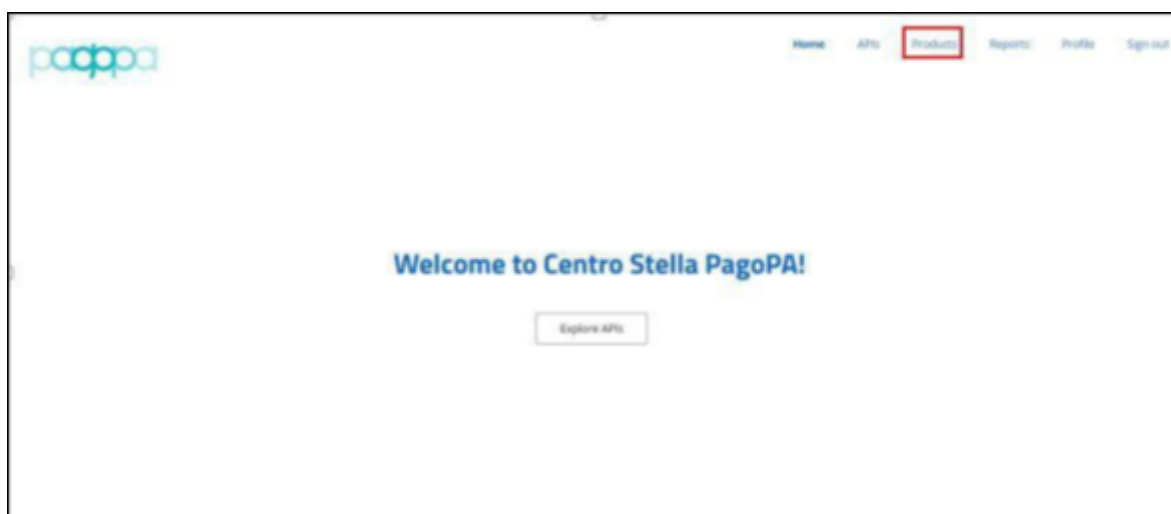 pagopa
Home APIs Products Reports Profile Sign out
Welcome to Centro Stella PagoPA!
Explore APIs